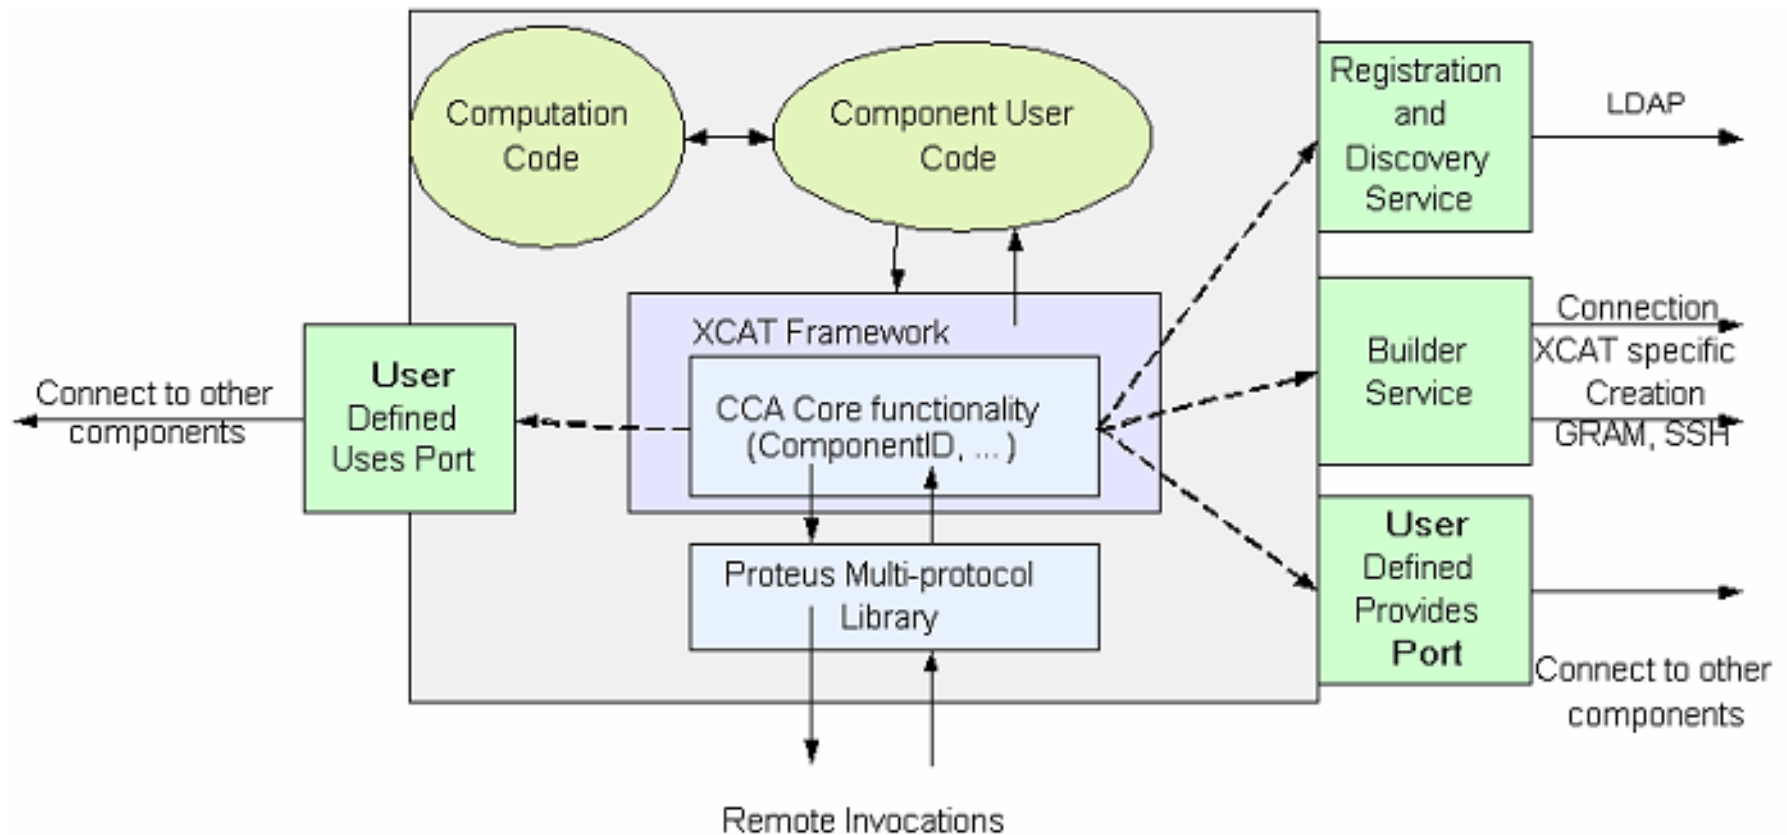 Computation
Code
Component User
Code
Registration
and
Discovery
Service
LDAP
XCAT Framework
CCA Core functionality
(ComponentID, ... )
User
Defined
Uses Port
Connect to other
components
Builder
Service
Connection
XCAT specific
Creation
GRAM, SSH
Proteus Multi-protocol
Library
User
Defined
Provides
Port
Connect to other
components
Remote Invocations